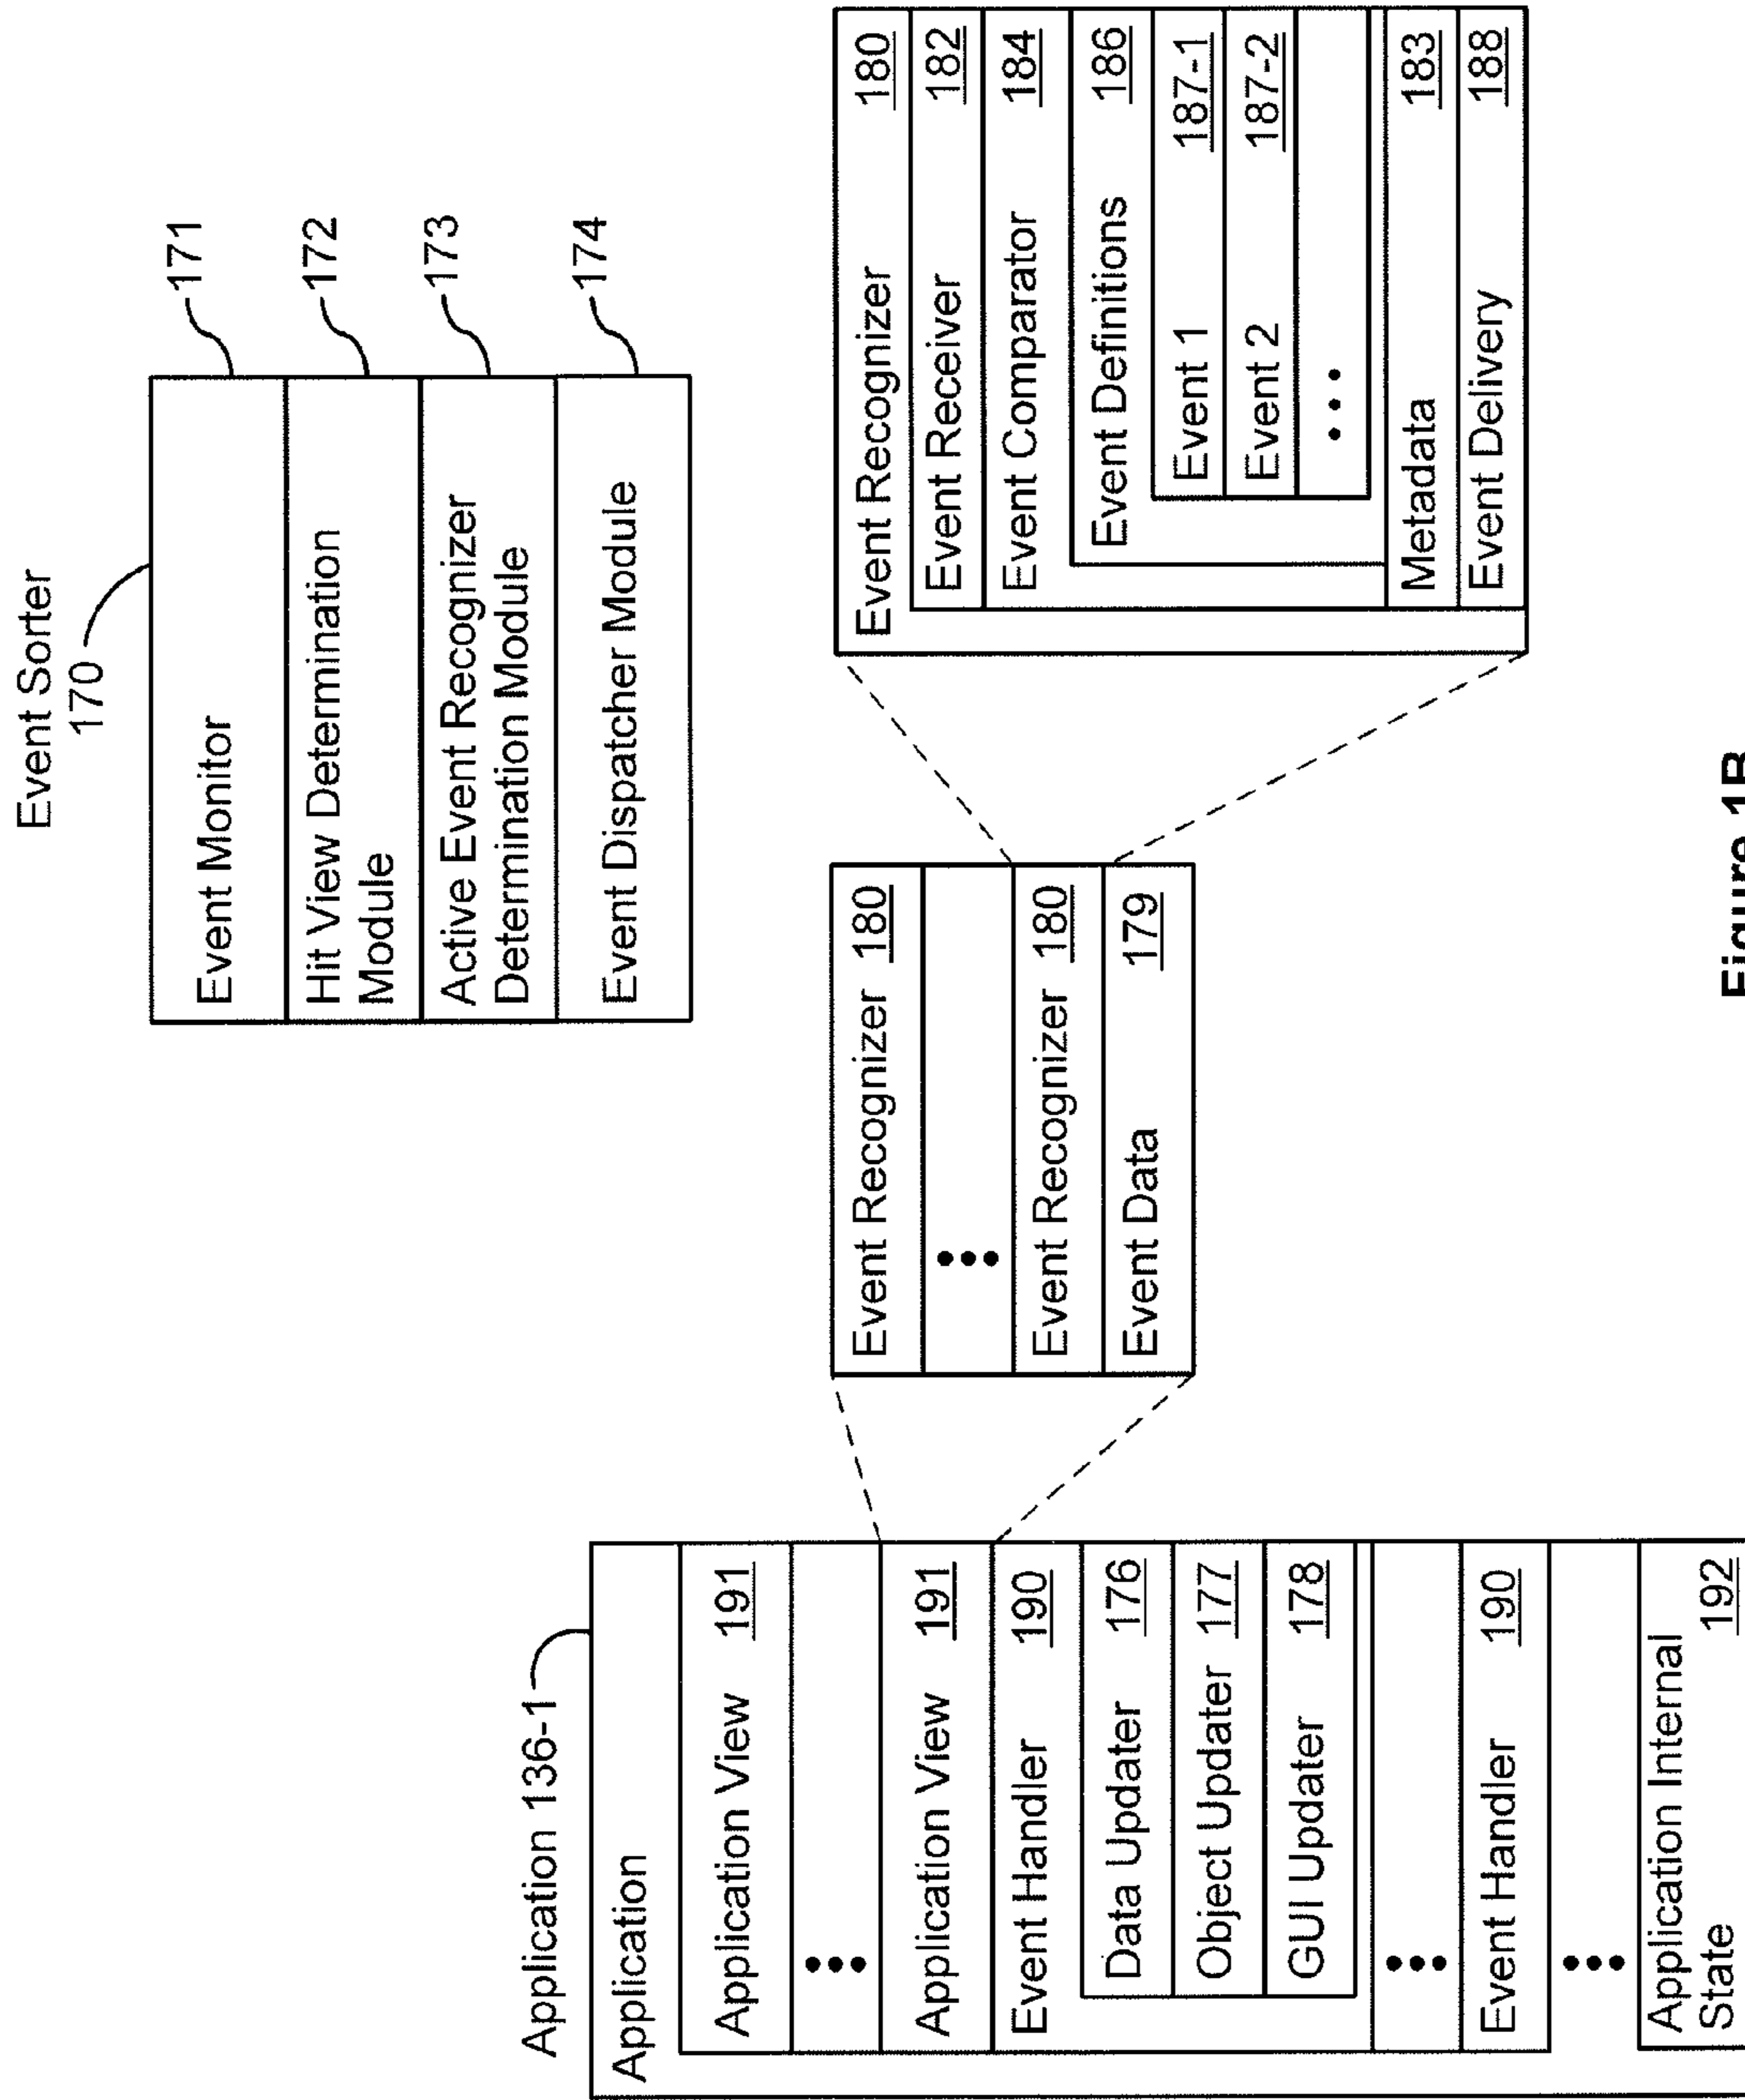 Event Sorter
170
Event Monitor
171
Hit View Determination
Module
172
Active Event Recognizer
Determination Module
173
Event Dispatcher Module
174
Application 136-1
Application
Application View 191
•••
Application View 191
Event Handler 190
Data Updater 176
Object Updater 177
GUI Updater 178
•••
Event Handler 190
•••
Application Internal
State 192
Event Recognizer 180
•••
Event Recognizer 180
Event Data 179
Event Recognizer 180
Event Receiver 182
Event Comparator 184
Event Definitions 186
Event 1 187-1
Event 2 187-2
•••
Metadata 183
Event Delivery 188
Figure 1B